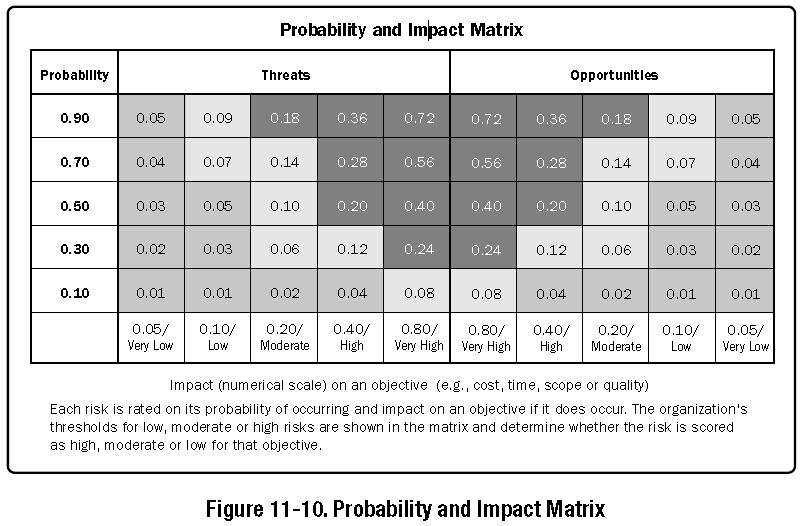 Probability and Impact Matrix
Probability Threats Opportunities
0.90 0.05 0.09 0.18 0.36 0.72 0.72 0.36 0.18 0.09 0.05
0.70 0.04 0.07 0.14 0.28 0.56 0.56 0.28 0.14 0.07 0.04
0.50 0.03 0.05 0.10 0.20 0.40 0.40 0.20 0.10 0.05 0.03
0.30 0.02 0.03 0.06 0.12 0.24 0.24 0.12 0.06 0.03 0.02
0.10 0.01 0.01 0.02 0.04 0.08 0.08 0.04 0.02 0.01 0.01
0.05/ 0.10/ 0.20/ 0.40/ 0.80/ 0.80/ 0.40/ 0.20/ 0.10/ 0.05/
Very Low Low Moderate High Very High Very High High Moderate Low Very Low
Impact (numerical scale) on an objective (e.g., cost, time, scope or quality)
Each risk is rated on its probability of occurring and impact on an objective if it does occur. The organization's
thresholds for low, moderate or high risks are shown in the matrix and determine whether the risk is scored
as high, moderate or low for that objective.
Figure 11-10. Probability and Impact Matrix